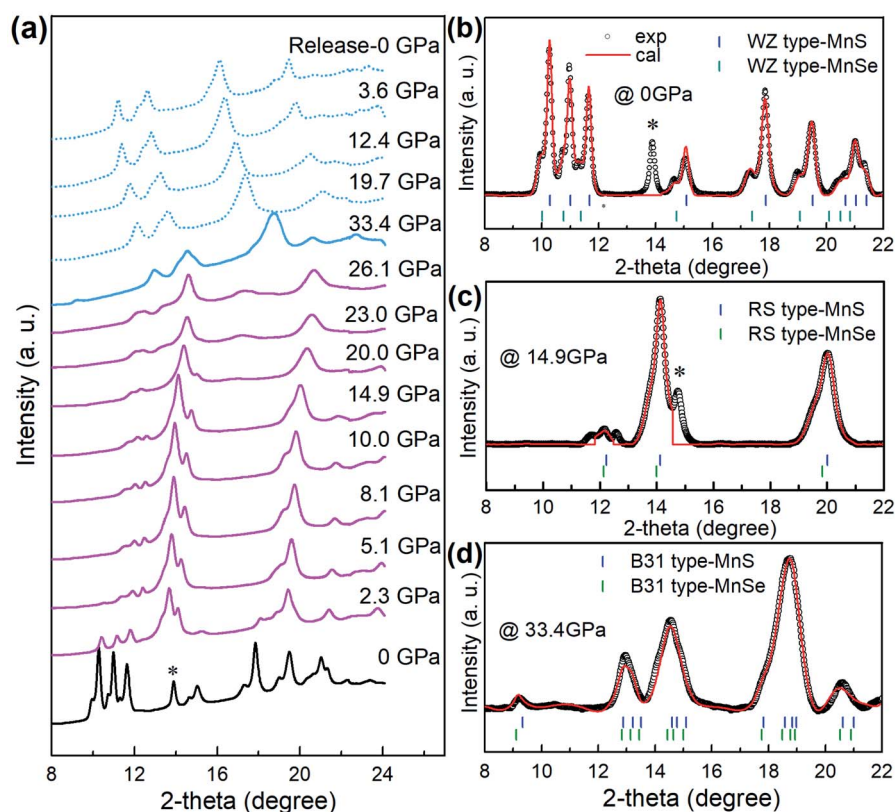 (a)
Release-0 GPa
3.6 GPa
12.4 GPa
19.7 GPa
33.4 GPa
26.1 GPa
23.0 GPa
20.0 GPa
14.9 GPa
10.0 GPa
8.1 GPa
5.1 GPa
2.3 GPa
0 GPa
*
Intensity (a. u.)
8 12 16 20 24
2-theta (degree)
(b)
exp
cal
WZ type-MnS
WZ type-MnSe
@ 0GPa
*
*
Intensity (a. u.)
8 10 12 14 16 18 20 22
2-theta (degree)
(c)
RS type-MnS
RS type-MnSe
@ 14.9GPa
*
Intensity (a. u.)
8 10 12 14 16 18 20 22
2-theta (degree)
(d)
B31 type-MnS
B31 type-MnSe
@ 33.4GPa
Intensity (a. u.)
8 10 12 14 16 18 20 22
2-theta (degree)